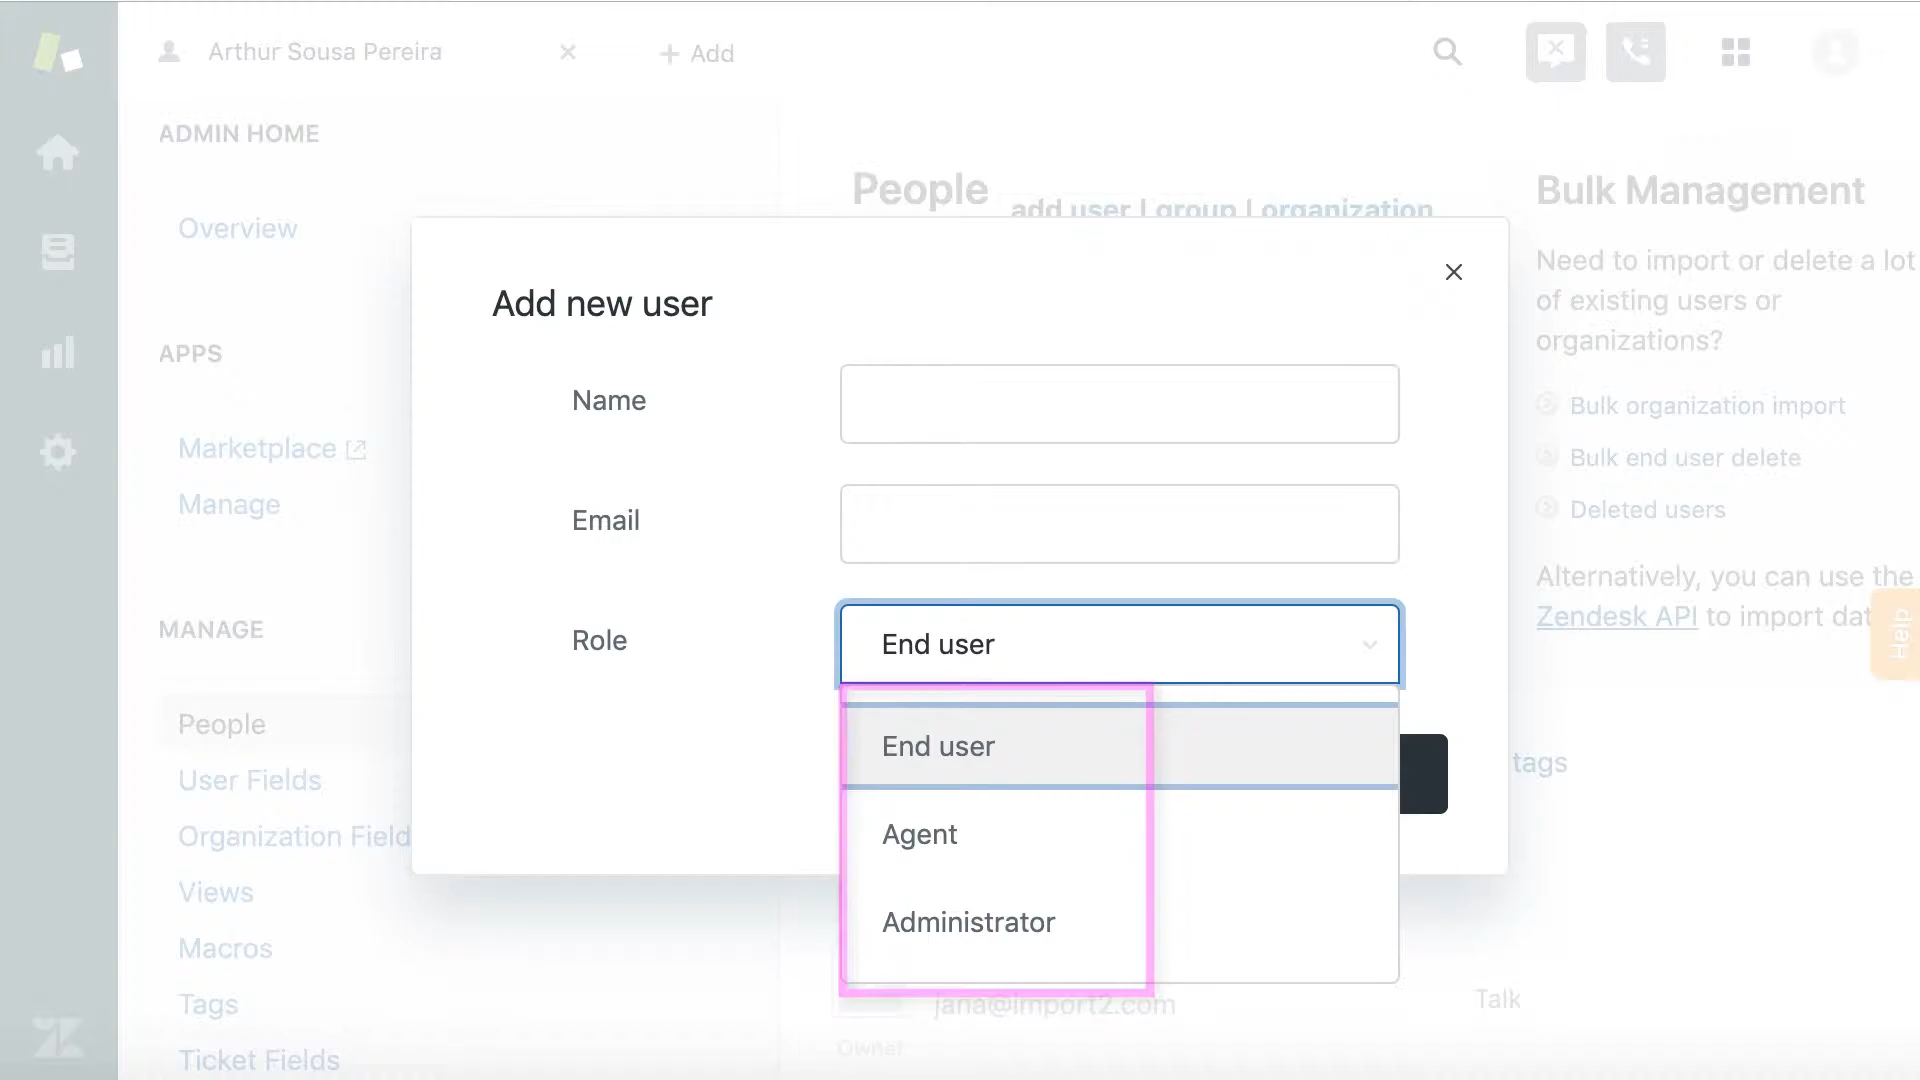 Arthur Sousa Pereira
Add
ADMIN HOME
Overview
APPS
Marketplace
Manage
MANAGE
People
User Fields
Organization Field
Views
Macros
Tags
Ticket Fields
People
add user | group | organization
Add new user
Name
Email
Role
End user
End user
Agent
Administrator
jana@import2.com
Owner
Talk
tags
Bulk Management
Need to import or delete a lot
of existing users or
organizations?
Bulk organization import
Bulk end user delete
Deleted users
Alternatively, you can use the
Zendesk API to import dat
Help